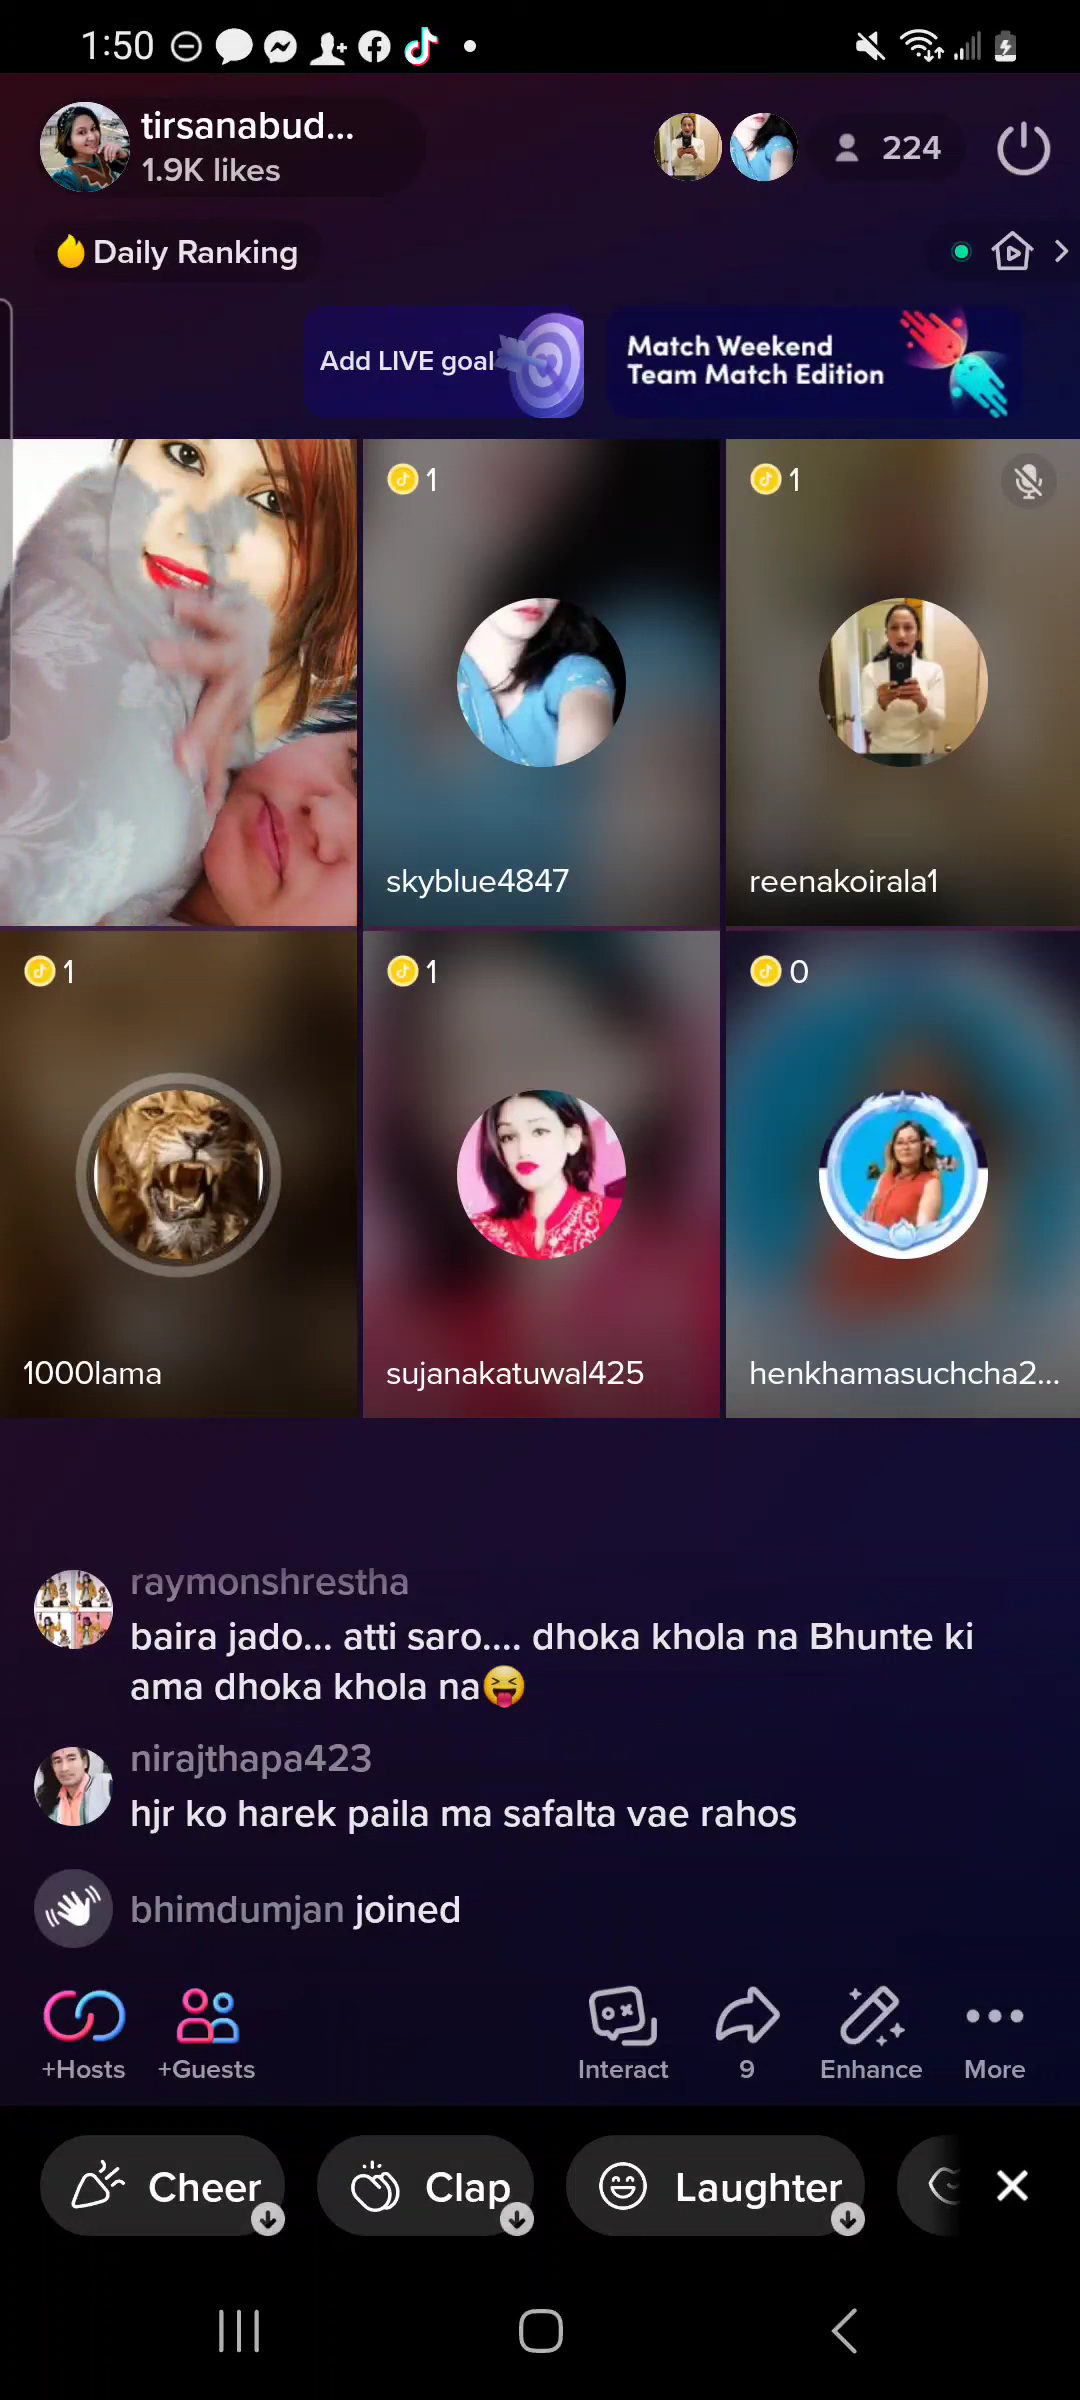 1:50
tirsanabud...
1.9K likes
224
Daily Ranking
Add LIVE goal
Match Weekend
Team Match Edition
1
1
skyblue4847
reenakoirala1
1
1
0
1000lama
sujanakatuwal425
henkhamasuchcha2...
raymonshrestha
baira jado... atti saro.... dhoka khola na Bhunte ki
ama dhoka khola na😝
nirajthapa423
hjr ko harek paila ma safalta vae rahos
bhimdumjan joined
+Hosts
+Guests
Interact
9
Enhance
More
Cheer
Clap
Laughter